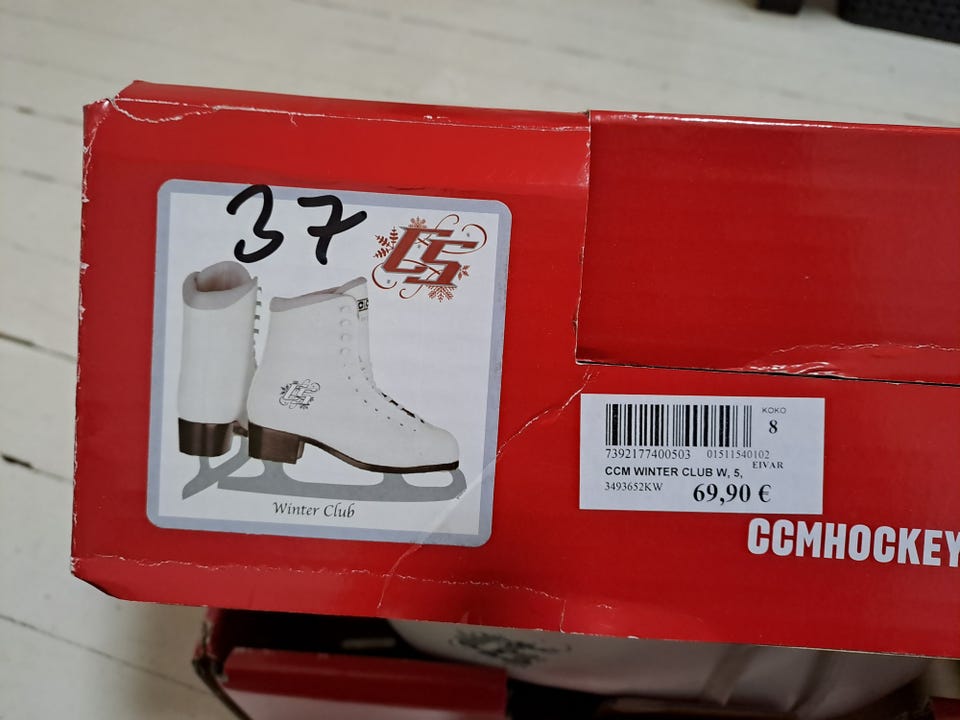 37
CS
Winter Club
KOKO
8
7392177400503 01511540102
EIVAR
CCM WINTER CLUB W, 5,
3493652KW 69,90 €
CCMHOCKEY